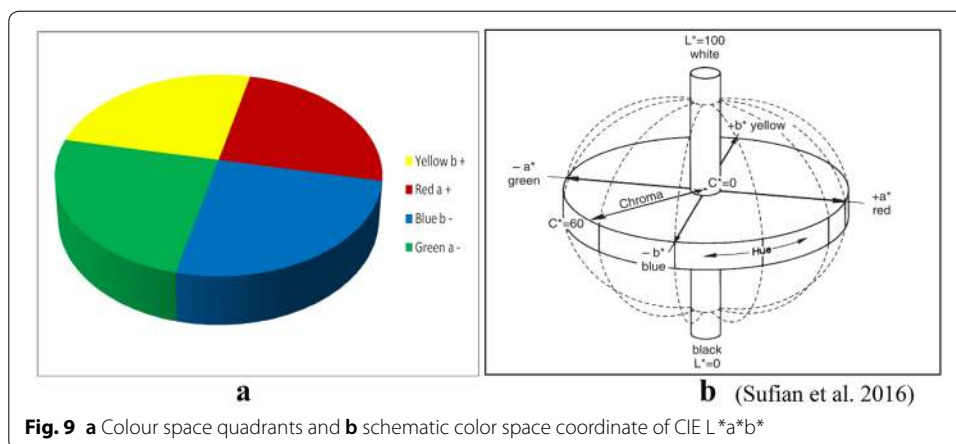 Yellow b +
Red a +
Blue b -
Green a -
a
L*=100
white
+b* yellow
– a*
green
C*=0
Chroma
+a*
red
C*=60
– b*
blue
Hue
black
L*=0
b (Sufian et al. 2016)
Fig. 9 a Colour space quadrants and b schematic color space coordinate of CIE L*a*b*